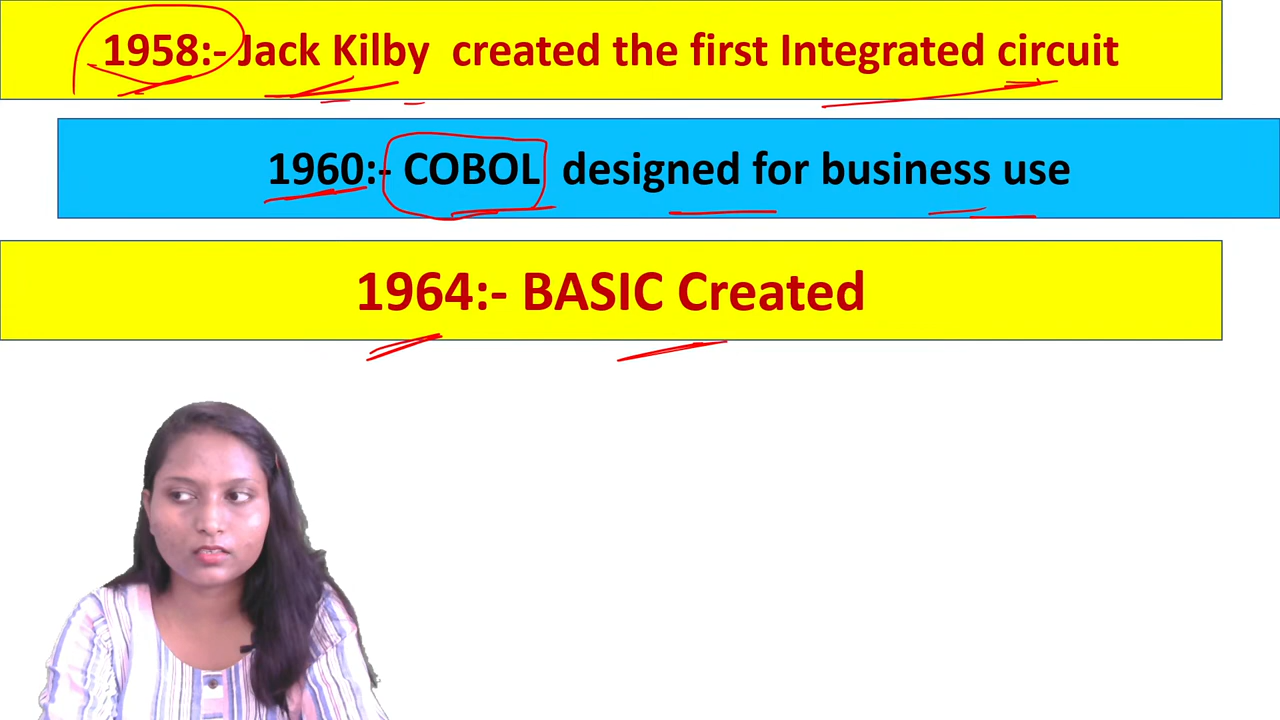 1958:- Jack Kilby created the first Integrated circuit
1960:- COBOL designed for business use
1964:- BASIC Created